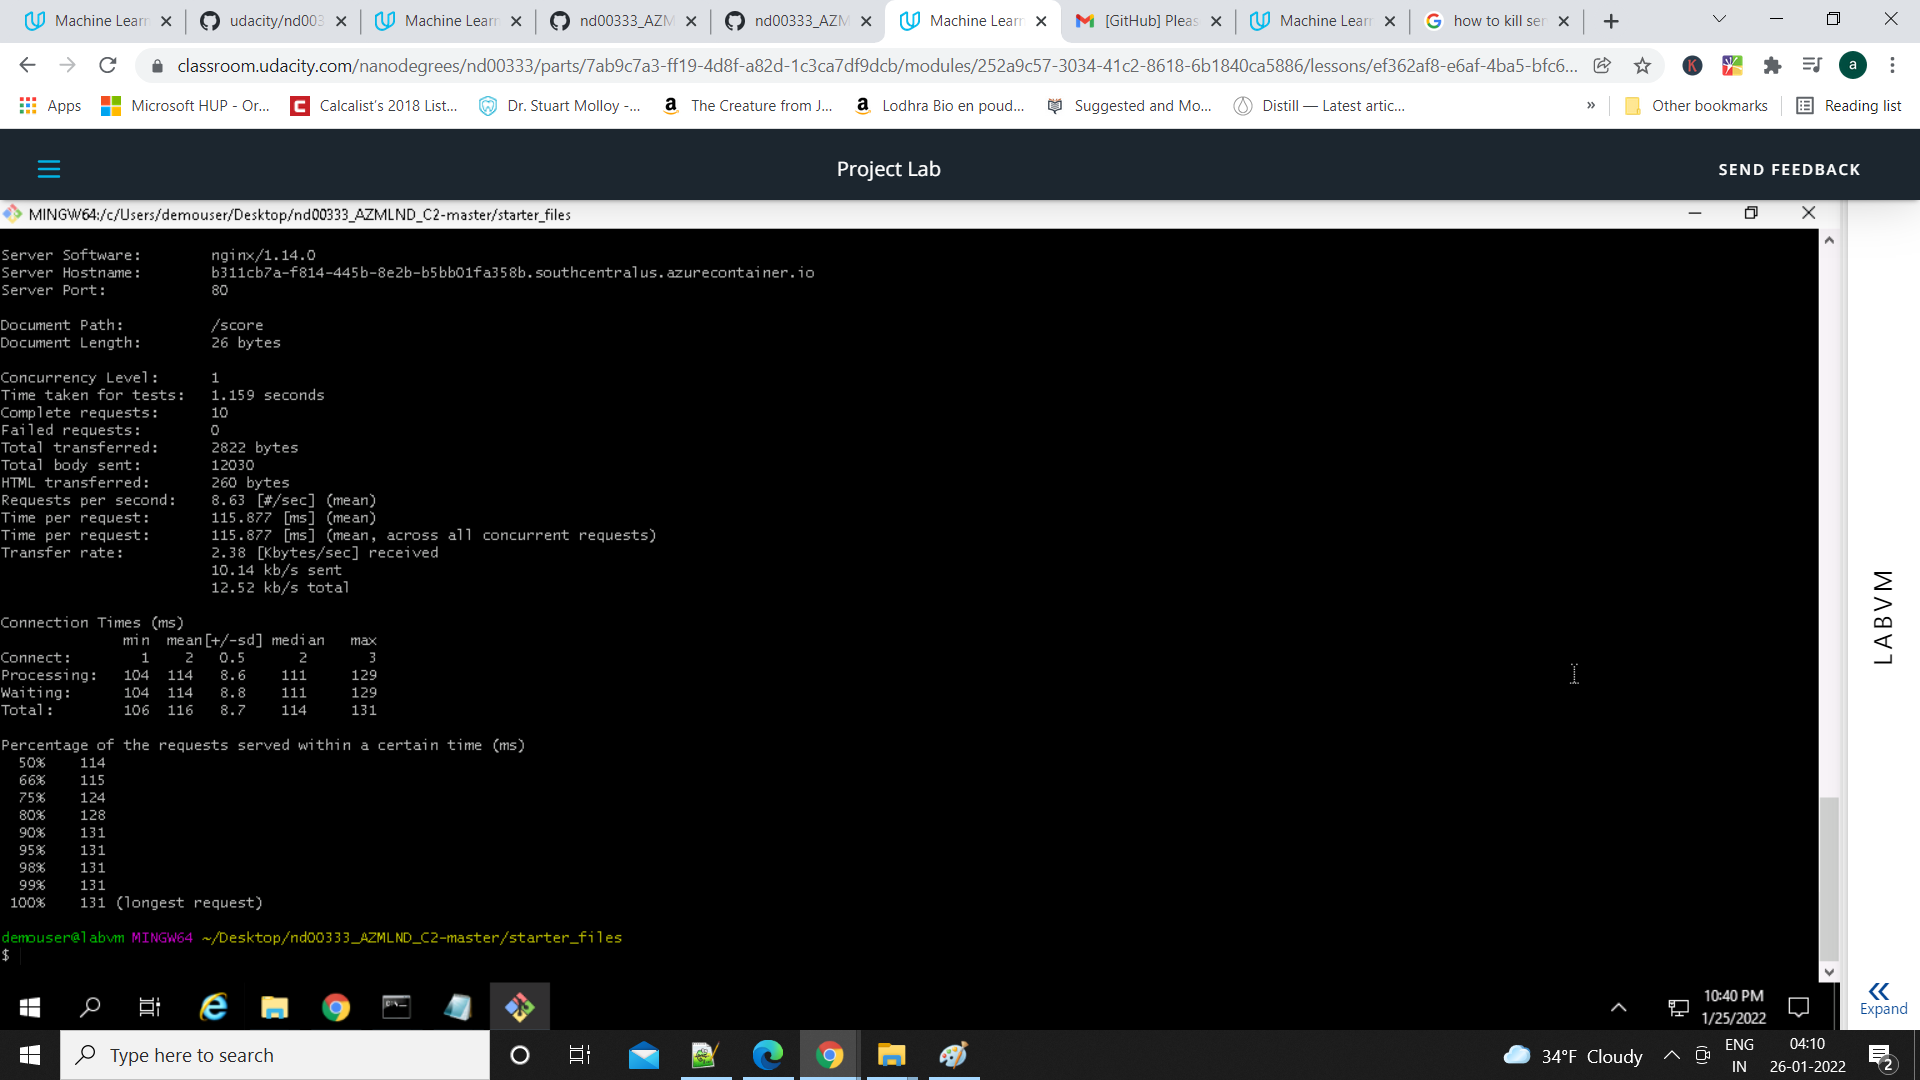 Machine Learn
udacity/nd003
Machine Learn
nd00333_AZM
nd00333_AZM
Machine Learn
[GitHub] Pleas
Machine Learn
how to kill ser
classroom.udacity.com/nanodegrees/nd00333/parts/7ab9c7a3-ff19-4d8f-a82d-1c3ca7df9dcb/modules/252a9c57-3034-41c2-8618-6b1840ca5886/lessons/ef362af8-e6af-4ba5-bfc6...
K
a
Apps
Microsoft HUP - Or...
C
Calcalist's 2018 List...
Dr. Stuart Molloy -...
a
The Creature from J...
a
Lodhra Bio en poud...
Suggested and Mo...
Distill — Latest artic...
»
Other bookmarks
Reading list
Project Lab
SEND FEEDBACK
MINGW64:/c/Users/demouser/Desktop/nd00333_AZMLND_C2-master/starter_files
Server Software: nginx/1.14.0
Server Hostname: b311cb7a-f814-445b-8e2b-b5bb01fa358b.southcentralus.azurecontainer.io
Server Port: 80
Document Path: /score
Document Length: 26 bytes
Concurrency Level: 1
Time taken for tests: 1.159 seconds
Complete requests: 10
Failed requests: 0
Total transferred: 2822 bytes
Total body sent: 12030
HTML transferred: 260 bytes
Requests per second: 8.63 [#/sec] (mean)
Time per request: 115.877 [ms] (mean)
Time per request: 115.877 [ms] (mean, across all concurrent requests)
Transfer rate: 2.38 [Kbytes/sec] received
10.14 kb/s sent
12.52 kb/s total
Connection Times (ms)
min mean[+/-sd] median max
Connect: 1 2 0.5 2 3
Processing: 104 114 8.6 111 129
Waiting: 104 114 8.8 111 129
Total: 106 116 8.7 114 131
Percentage of the requests served within a certain time (ms)
50% 114
66% 115
75% 124
80% 128
90% 131
95% 131
98% 131
99% 131
100% 131 (longest request)
demouser@labvm MINGW64 ~/Desktop/nd00333_AZMLND_C2-master/starter_files
$
LABVM
Expand
10:40 PM
1/25/2022
Type here to search
34°F Cloudy
ENG
IN
04:10
26-01-2022
2